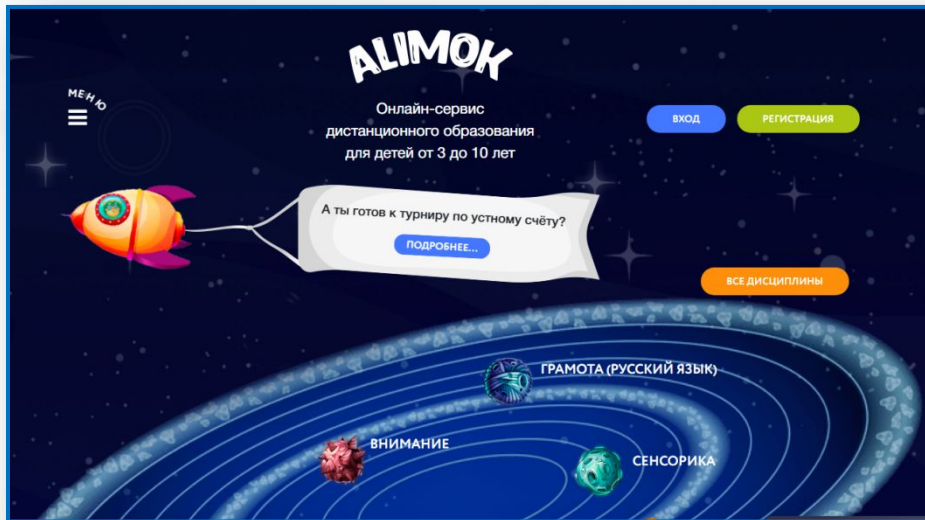 ALIMOK
МЕНЮ
Онлайн-сервис
дистанционного образования
для детей от 3 до 10 лет
ВХОД
РЕГИСТРАЦИЯ
А ты готов к турниру по устному счёту?
ПОДРОБНЕЕ...
ВСЕ ДИСЦИПЛИНЫ
ГРАМОТА (РУССКИЙ ЯЗЫК)
ВНИМАНИЕ
СЕНСОРИКА